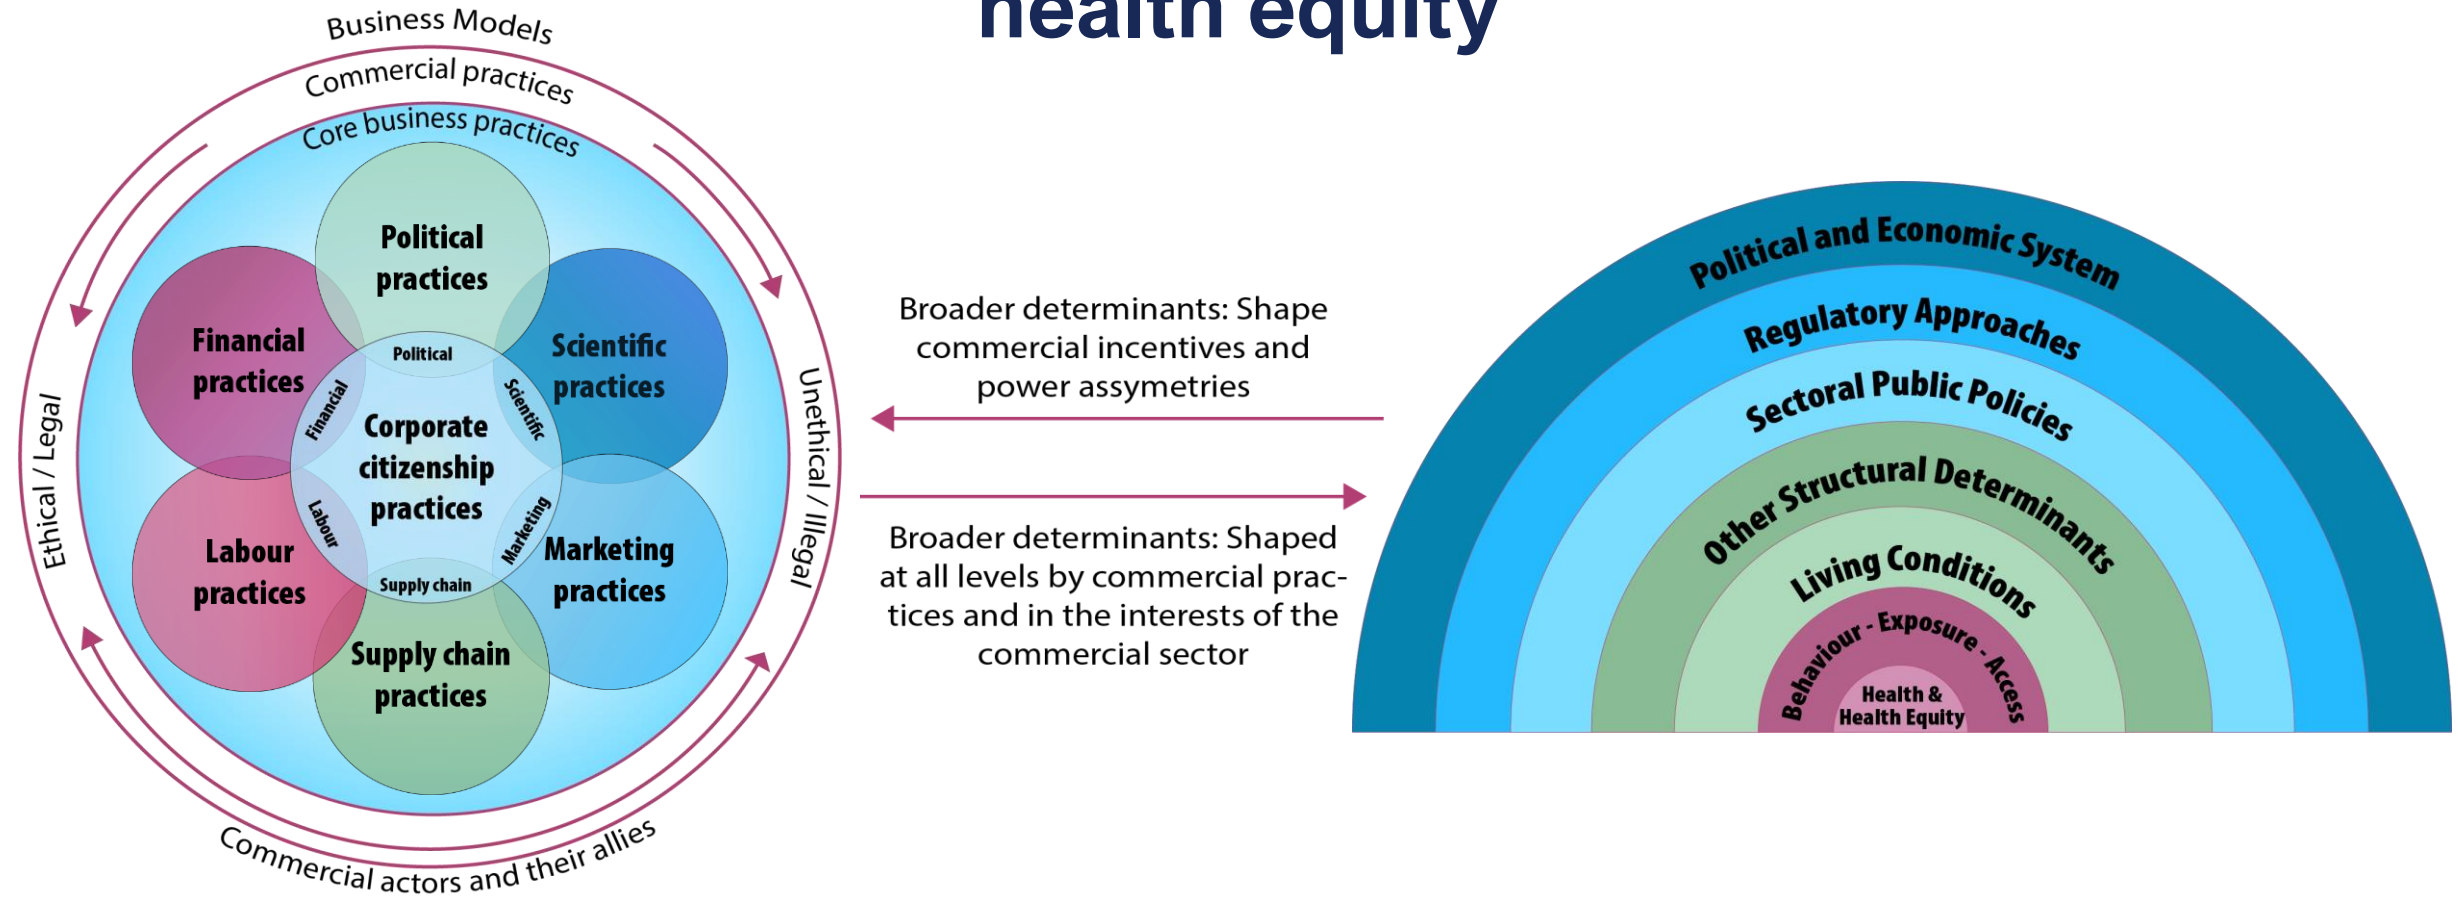 health equity
Business Models
Commercial practices
Core business practices
Ethical / Legal
Unethical / Illegal
Commercial actors and their allies
Political
practices
Financial
practices
Scientific
practices
Labour
practices
Marketing
practices
Supply chain
practices
Corporate
citizenship
practices
Political
Financial
Scientific
Labour
Marketing
Supply chain
Broader determinants: Shape
commercial incentives and
power assymetries
Broader determinants: Shaped
at all levels by commercial prac-
tices and in the interests of the
commercial sector
Political and Economic System
Regulatory Approaches
Sectoral Public Policies
Other Structural Determinants
Living Conditions
Behaviour - Exposure - Access
Health &
Health Equity